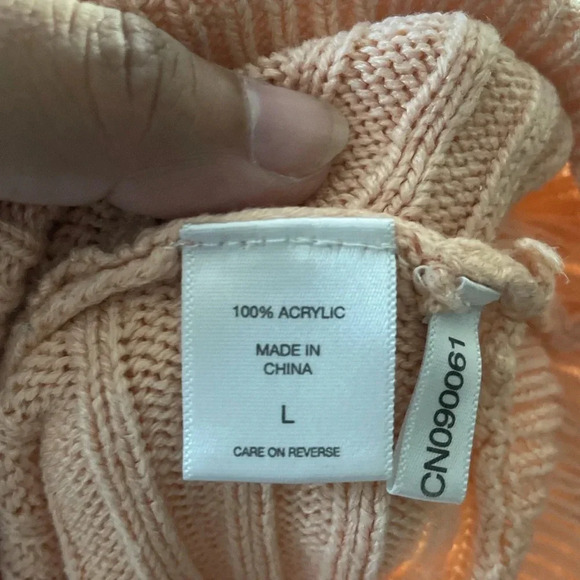 100% ACRYLIC
MADE IN
CHINA
L
CARE ON REVERSE
CN090061